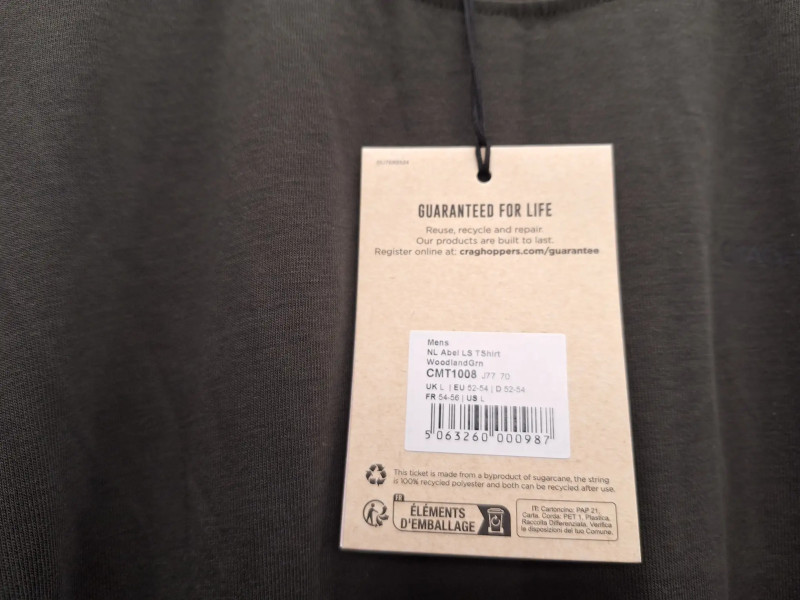 GUARANTEED FOR LIFE
Reuse, recycle and repair.
Our products are built to last.
Register online at: craghoppers.com/guarantee
Mens
NL Abel LS TShirt
WoodlandGrn
CMT1008 J77 70
UK L | EU 52-54 | D 52-54
FR 54-56 | US L
5 063260 000987
This ticket is made from a byproduct of sugarcane, the string
is 100% recycled polyester and both can be recycled after use.
FR
ÉLÉMENTS
D'EMBALLAGE
IT: Cartoncino: PAP 21,
Carta. Corda: PET 1, Plastica.
Raccolta Differenziata. Verifica
le disposizioni del tuo Comune.